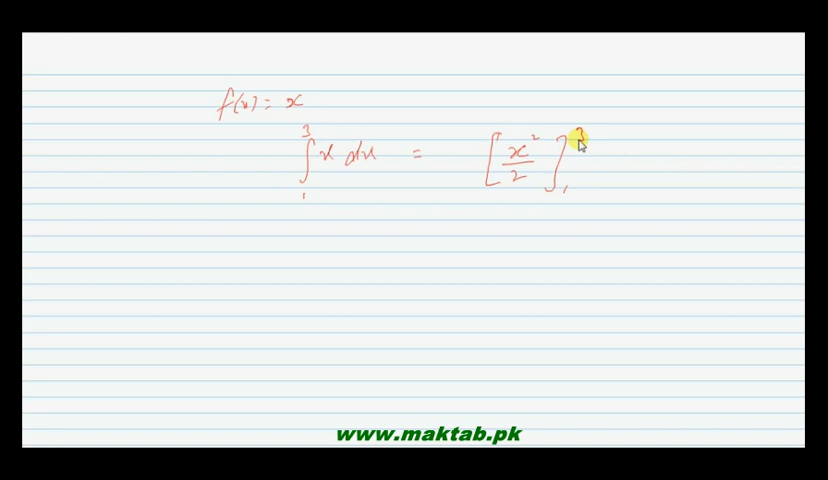 f(x) = x
∫₁³ x dx = [x²/2]₁³
www.maktab.pk